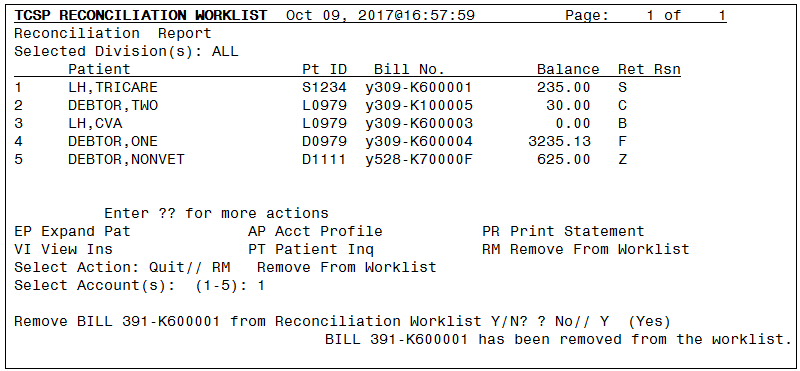 TCSP RECONCILIATION WORKLIST  Oct 09, 2017@16:57:59          Page:    1 of    1
Reconciliation  Report
Selected Division(s): ALL
      Patient                   Pt ID   Bill No.          Balance  Ret Rsn
1     LH,TRICARE                S1234  y309-K600001       235.00   S
2     DEBTOR,TWO                L0979  y309-K100005        30.00   C
3     LH,CVA                    L0979  y309-K600003         0.00   B
4     DEBTOR,ONE                D0979  y309-K600004      3235.13   F
5     DEBTOR,NONVET             D1111  y528-K70000F       625.00   Z
Enter ?? for more actions
EP Expand Pat             AP Acct Profile           PR Print Statement
VI View Ins               PT Patient Inq            RM Remove From Worklist
Select Action: Quit// RM   Remove From Worklist
Select Account(s):  (1-5): 1
Remove BILL 391-K600001 from Reconciliation Worklist Y/N? ? No// Y  (Yes)
BILL 391-K600001 has been removed from the worklist.